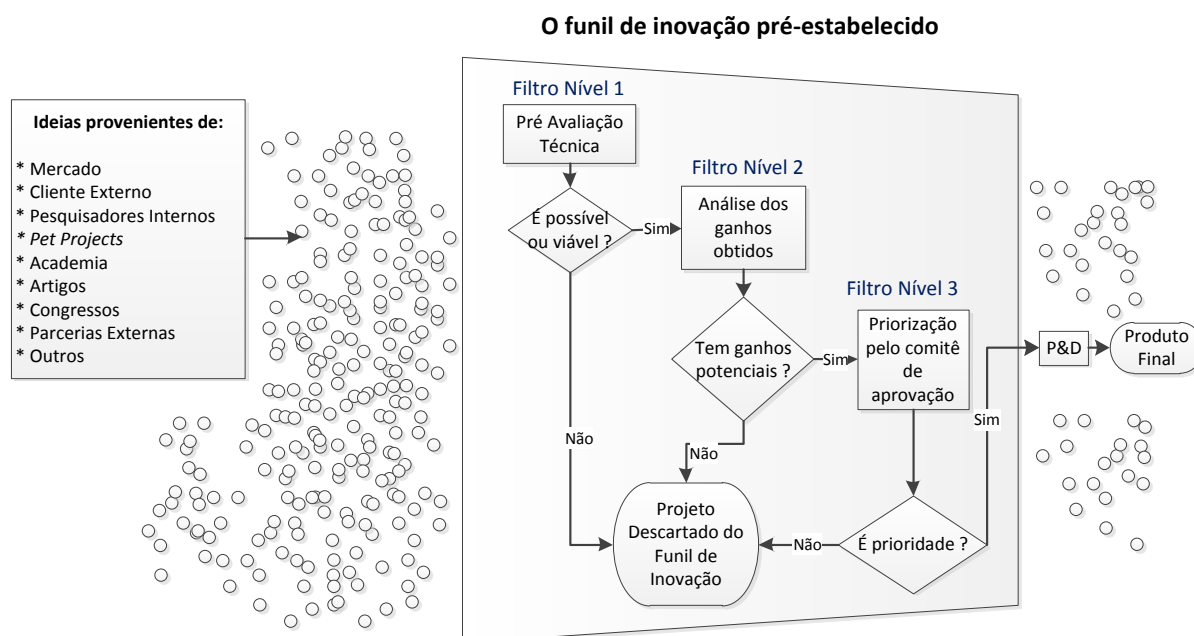 O funil de inovação pré-estabelecido
Ideias provenientes de:
* Mercado
* Cliente Externo
* Pesquisadores Internos
* Pet Projects
* Academia
* Artigos
* Congressos
* Parcerias Externas
* Outros
Filtro Nível 1
Pré Avaliação
Técnica
É possível
ou viável ?
Sim
Não
Filtro Nível 2
Análise dos
ganhos
obtidos
Tem ganhos
potenciais ?
Sim
Não
Filtro Nível 3
Priorização
pelo comitê
de
aprovação
É prioridade ?
Sim
Não
Projeto
Descartado do
Funil de
Inovação
P&D
Produto
Final